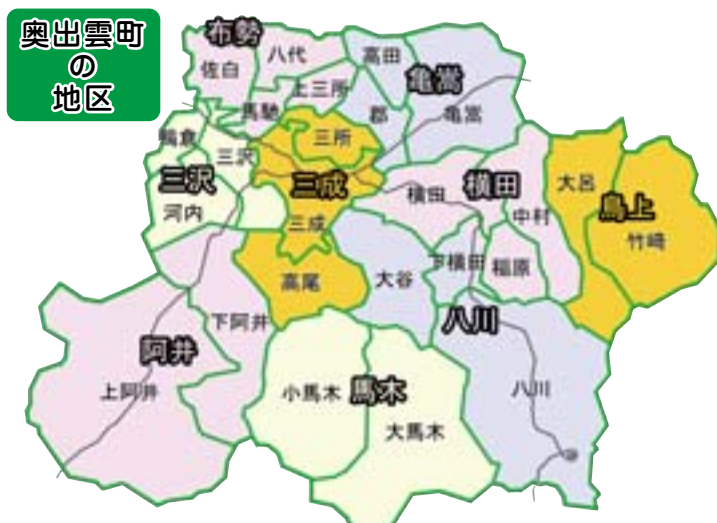 奥出雲町
の
地区
布勢
佐白
八代
上三所
馬馳
高田
亀嵩
郡
亀嵩
鴨倉
三沢
三沢
河内
三所
三成
三成
高尾
横田
横田
中村
下横田
稲原
大谷
大呂
鳥上
竹崎
八川
八川
阿井
下阿井
上阿井
小馬木
馬木
大馬木